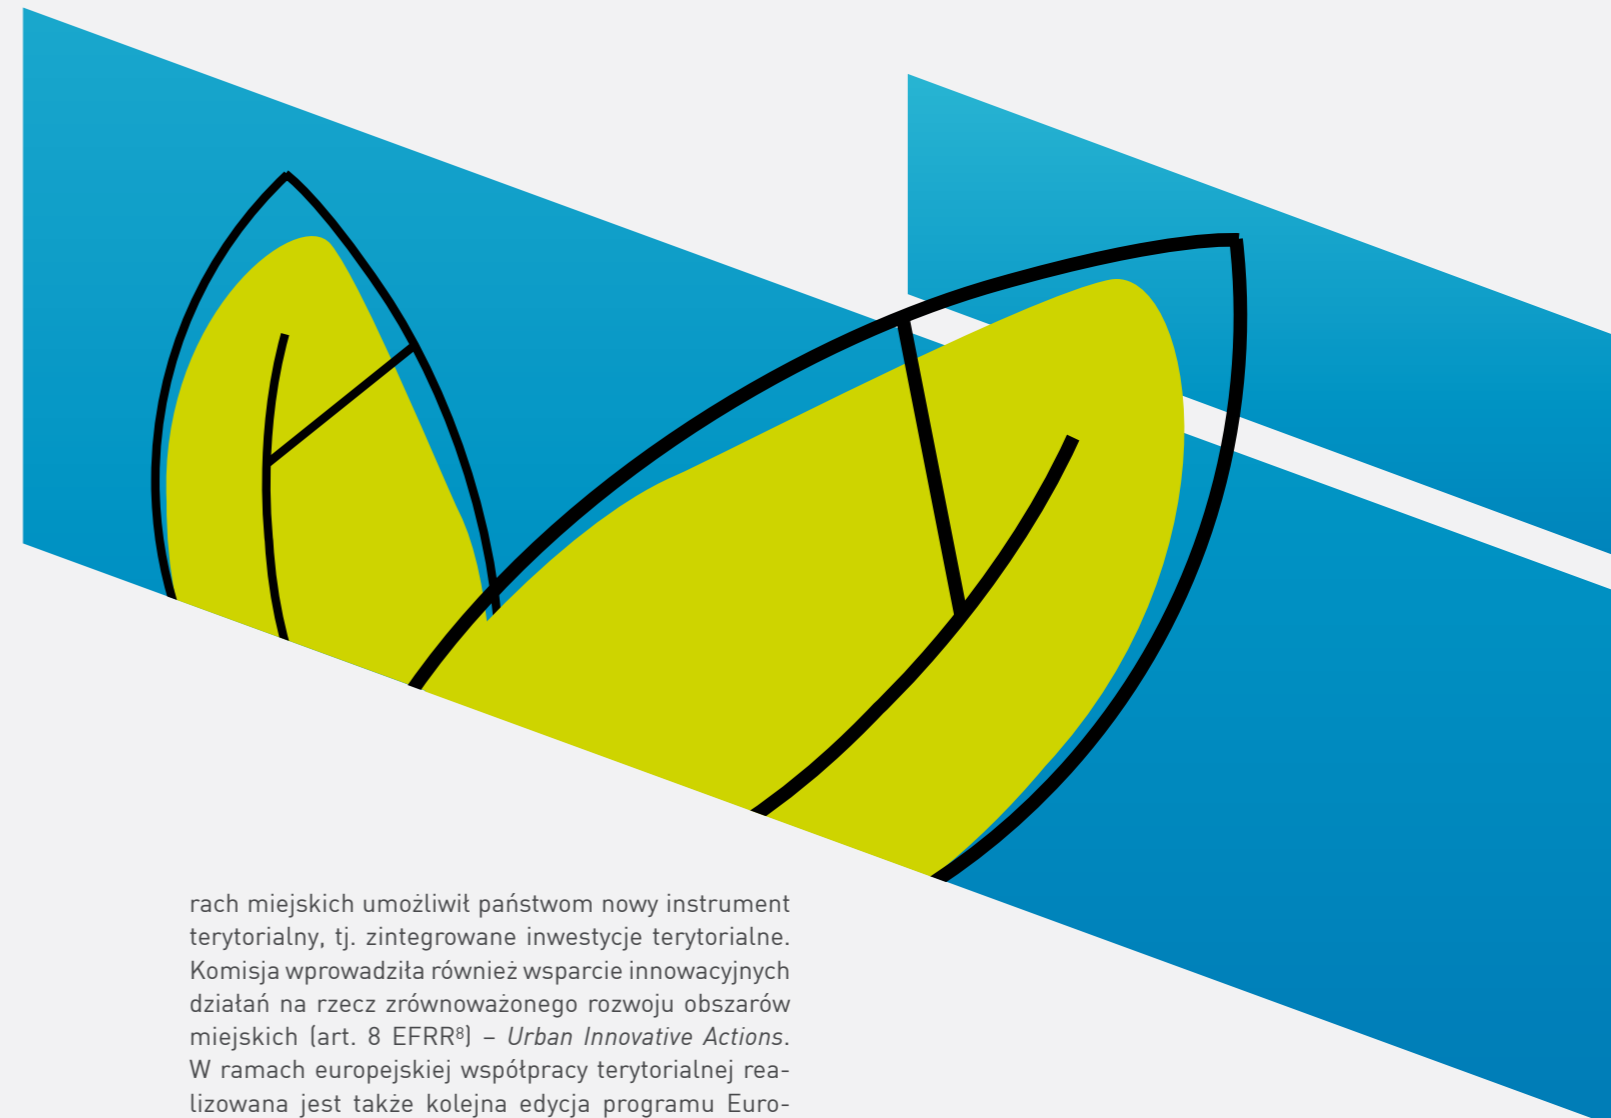 rach miejskich umożliwił państwom nowy instrument
terytorialny, tj. zintegrowane inwestycje terytorialne.
Komisja wprowadziła również wsparcie innowacyjnych
działań na rzecz zrównoważonego rozwoju obszarów
miejskich (art. 8 EFRR⁸) – Urban Innovative Actions.
W ramach europejskiej współpracy terytorialnej rea-
lizowana jest także kolejna edycja programu Euro-